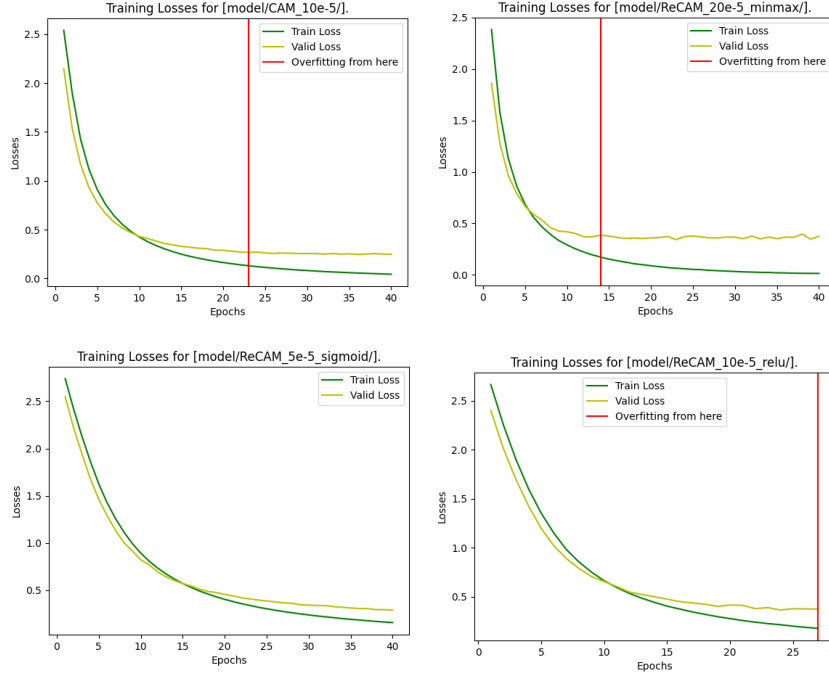 Training Losses for [model/CAM_10e-5/].
Train Loss
Valid Loss
Overfitting from here
2.5
2.0
1.5
1.0
0.5
0.0
Losses
0 5 10 15 20 25 30 35 40
Epochs
Training Losses for [model/ReCAM_20e-5_minmax/].
Train Loss
Valid Loss
Overfitting from here
2.5
2.0
1.5
1.0
0.5
0.0
Losses
0 5 10 15 20 25 30 35 40
Epochs
Training Losses for [model/ReCAM_5e-5_sigmoid/].
Train Loss
Valid Loss
2.5
2.0
1.5
1.0
0.5
Losses
0 5 10 15 20 25 30 35 40
Epochs
Training Losses for [model/ReCAM_10e-5_relu/].
Train Loss
Valid Loss
Overfitting from here
2.5
2.0
1.5
1.0
0.5
Losses
0 5 10 15 20 25
Epochs